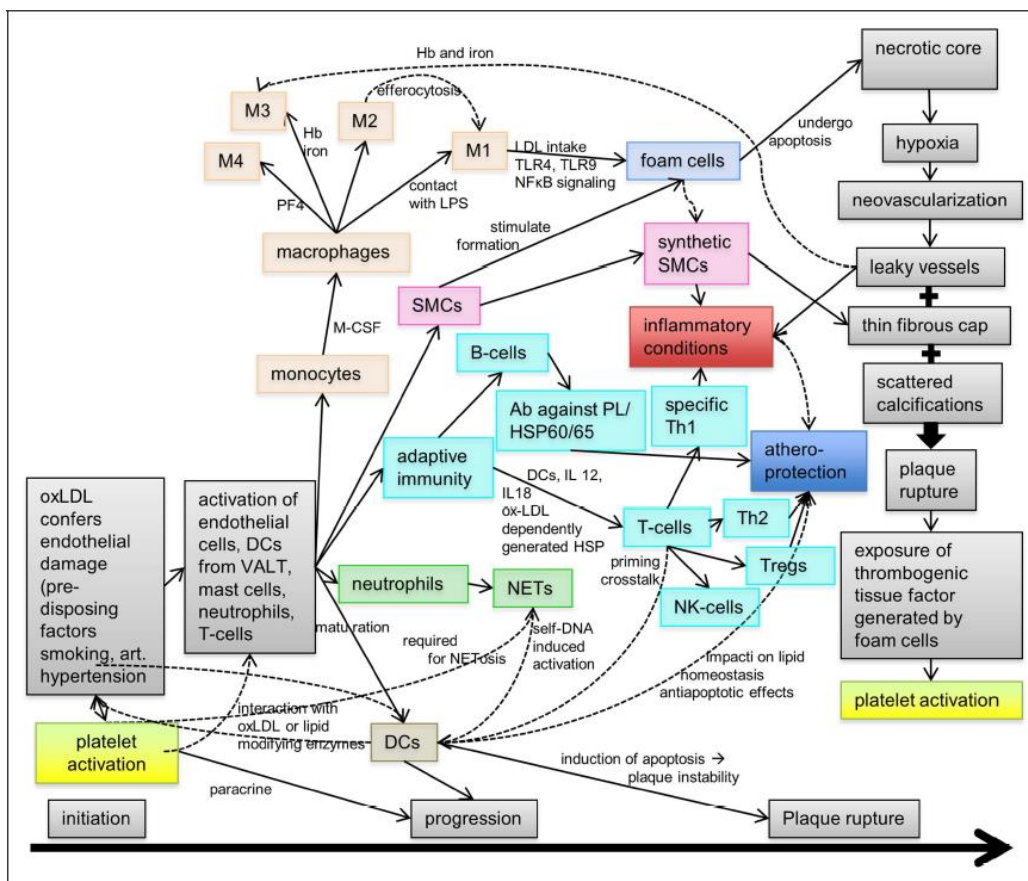 Hb and iron
necrotic core
M3
M2
efferocytosis
undergo
apoptosis
Hb
iron
M4
M1
LDL intake
TLR4, TLR9
NFκB signaling
foam cells
hypoxia
PF4
contact
with LPS
neovascularization
stimulate
formation
macrophages
synthetic
SMCs
leaky vessels
SMCs
M-CSF
inflammatory
conditions
thin fibrous cap
B-cells
monocytes
scattered
calcifications
Ab against PL/
HSP60/65
specific
Th1
adaptive
immunity
athero-
protection
plaque
rupture
DCs, IL 12,
IL18
ox-LDL
dependently
generated HSP
oxLDL
confers
endothelial
damage
(pre-
disposing
factors
smoking, art.
hypertension
activation of
endothelial
cells, DCs
from VALT,
mast cells,
neutrophils,
T-cells
T-cells
Th2
priming
crosstalk
Tregs
exposure of
thrombogenic
tissue factor
generated by
foam cells
neutrophils
NETs
NK-cells
maturation
required
for NETosis
self-DNA
induced
activation
Impacti on lipid
homeostasis
antiapoptotic effects
platelet activation
interaction with
oxLDL or lipid
modifying enzymes
platelet
activation
DCs
induction of apoptosis →
plaque instability
paracrine
initiation
progression
Plaque rupture